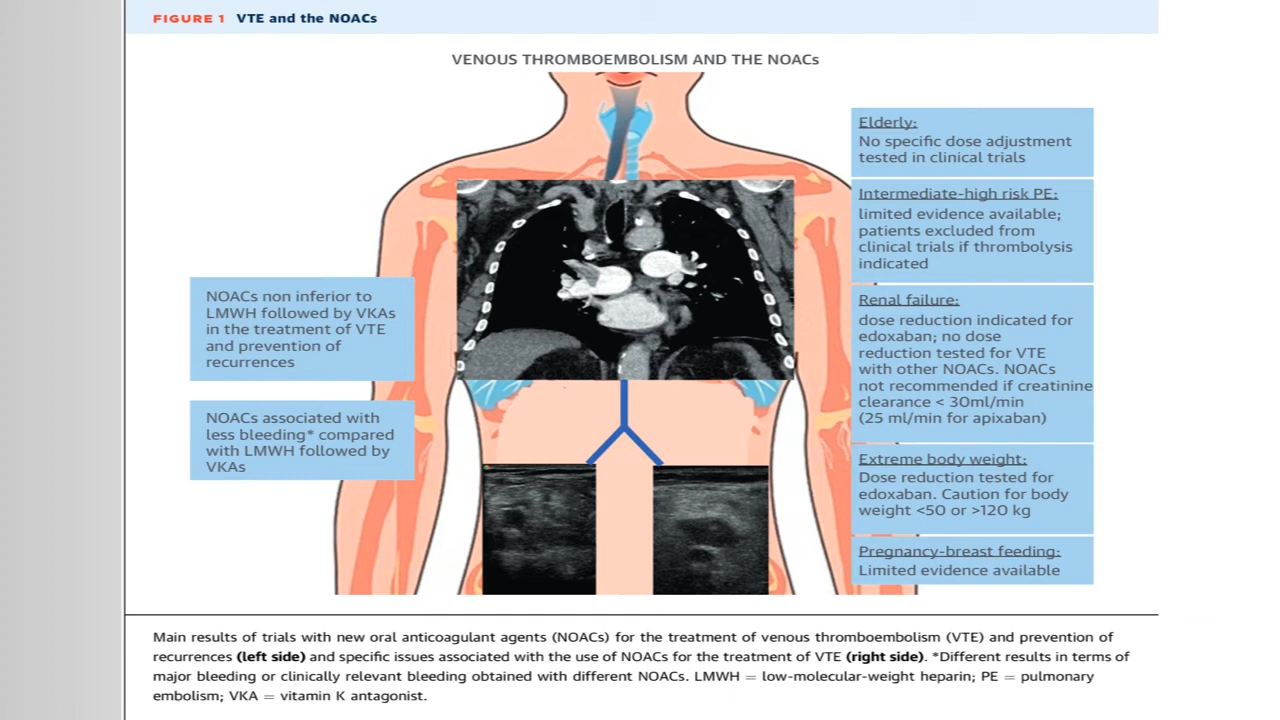 FIGURE 1 VTE and the NOACs
VENOUS THROMBOEMBOLISM AND THE NOACs
NOACs non inferior to
LMWH followed by VKAs
in the treatment of VTE
and prevention of
recurrences
NOACs associated with
less bleeding* compared
with LMWH followed by
VKAs
Elderly:
No specific dose adjustment
tested in clinical trials
Intermediate-high risk PE:
limited evidence available;
patients excluded from
clinical trials if thrombolysis
indicated
Renal failure:
dose reduction indicated for
edoxaban; no dose
reduction tested for VTE
with other NOACs. NOACs
not recommended if creatinine
clearance < 30ml/min
(25 ml/min for apixaban)
Extreme body weight:
Dose reduction tested for
edoxaban. Caution for body
weight <50 or >120 kg
Pregnancy-breast feeding:
Limited evidence available
Main results of trials with new oral anticoagulant agents (NOACs) for the treatment of venous thromboembolism (VTE) and prevention of
recurrences (left side) and specific issues associated with the use of NOACs for the treatment of VTE (right side). *Different results in terms of
major bleeding or clinically relevant bleeding obtained with different NOACs. LMWH = low-molecular-weight heparin; PE = pulmonary
embolism; VKA = vitamin K antagonist.